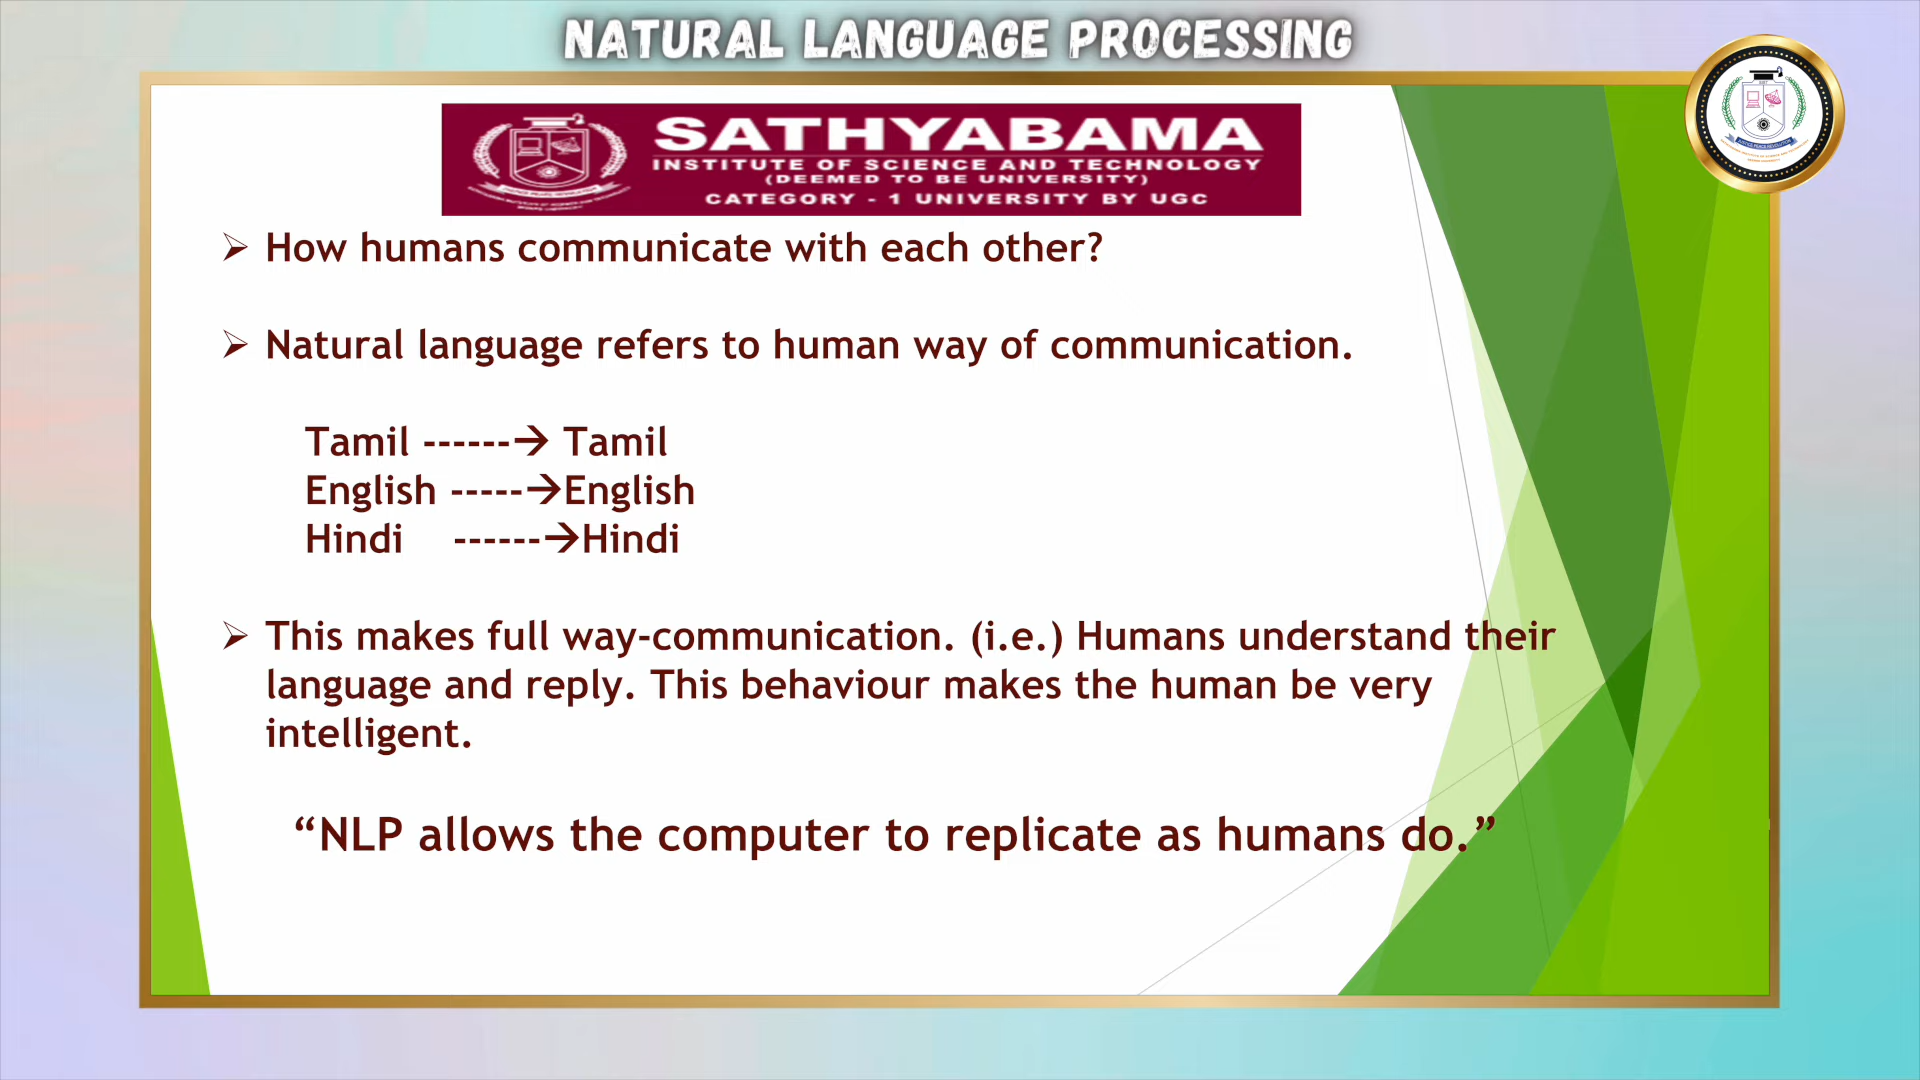 NATURAL LANGUAGE PROCESSING
SATHYABAMA
INSTITUTE OF SCIENCE AND TECHNOLOGY
(DEEMED TO BE UNIVERSITY)
CATEGORY - 1 UNIVERSITY BY UGC
➢ How humans communicate with each other?
➢ Natural language refers to human way of communication.
Tamil ------→ Tamil
English -----→English
Hindi ------→Hindi
➢ This makes full way-communication. (i.e.) Humans understand their
language and reply. This behaviour makes the human be very
intelligent.
“NLP allows the computer to replicate as humans do.”